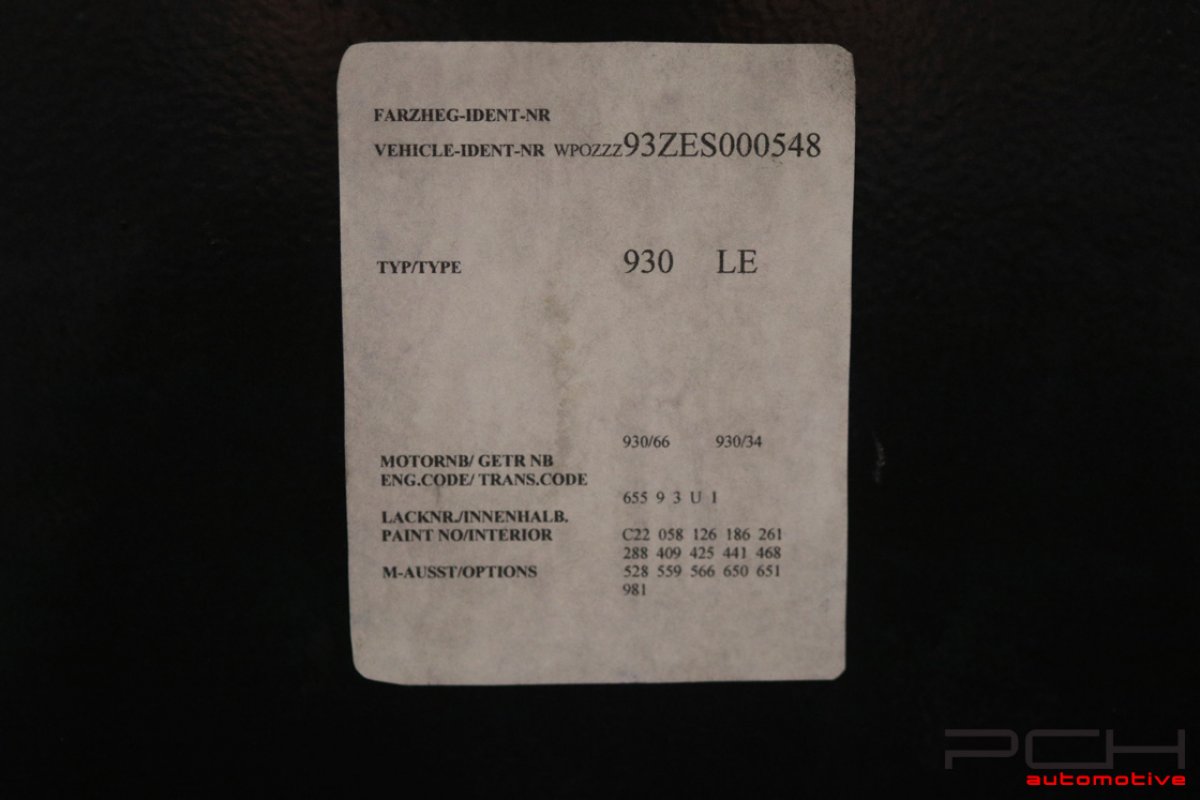 FARZHEG-IDENT-NR
VEHICLE-IDENT-NR WPOZZZ93ZES000548
TYP/TYPE 930 LE
930/66 930/34
MOTORNB/ GETR NB
ENG.CODE/ TRANS.CODE
655 9 3 U 1
LACKNR./INNENHALB.
PAINT NO/INTERIOR C22 058 126 186 261
288 409 425 441 468
M-AUSST/OPTIONS 528 559 566 650 651
981
PCH
automotive